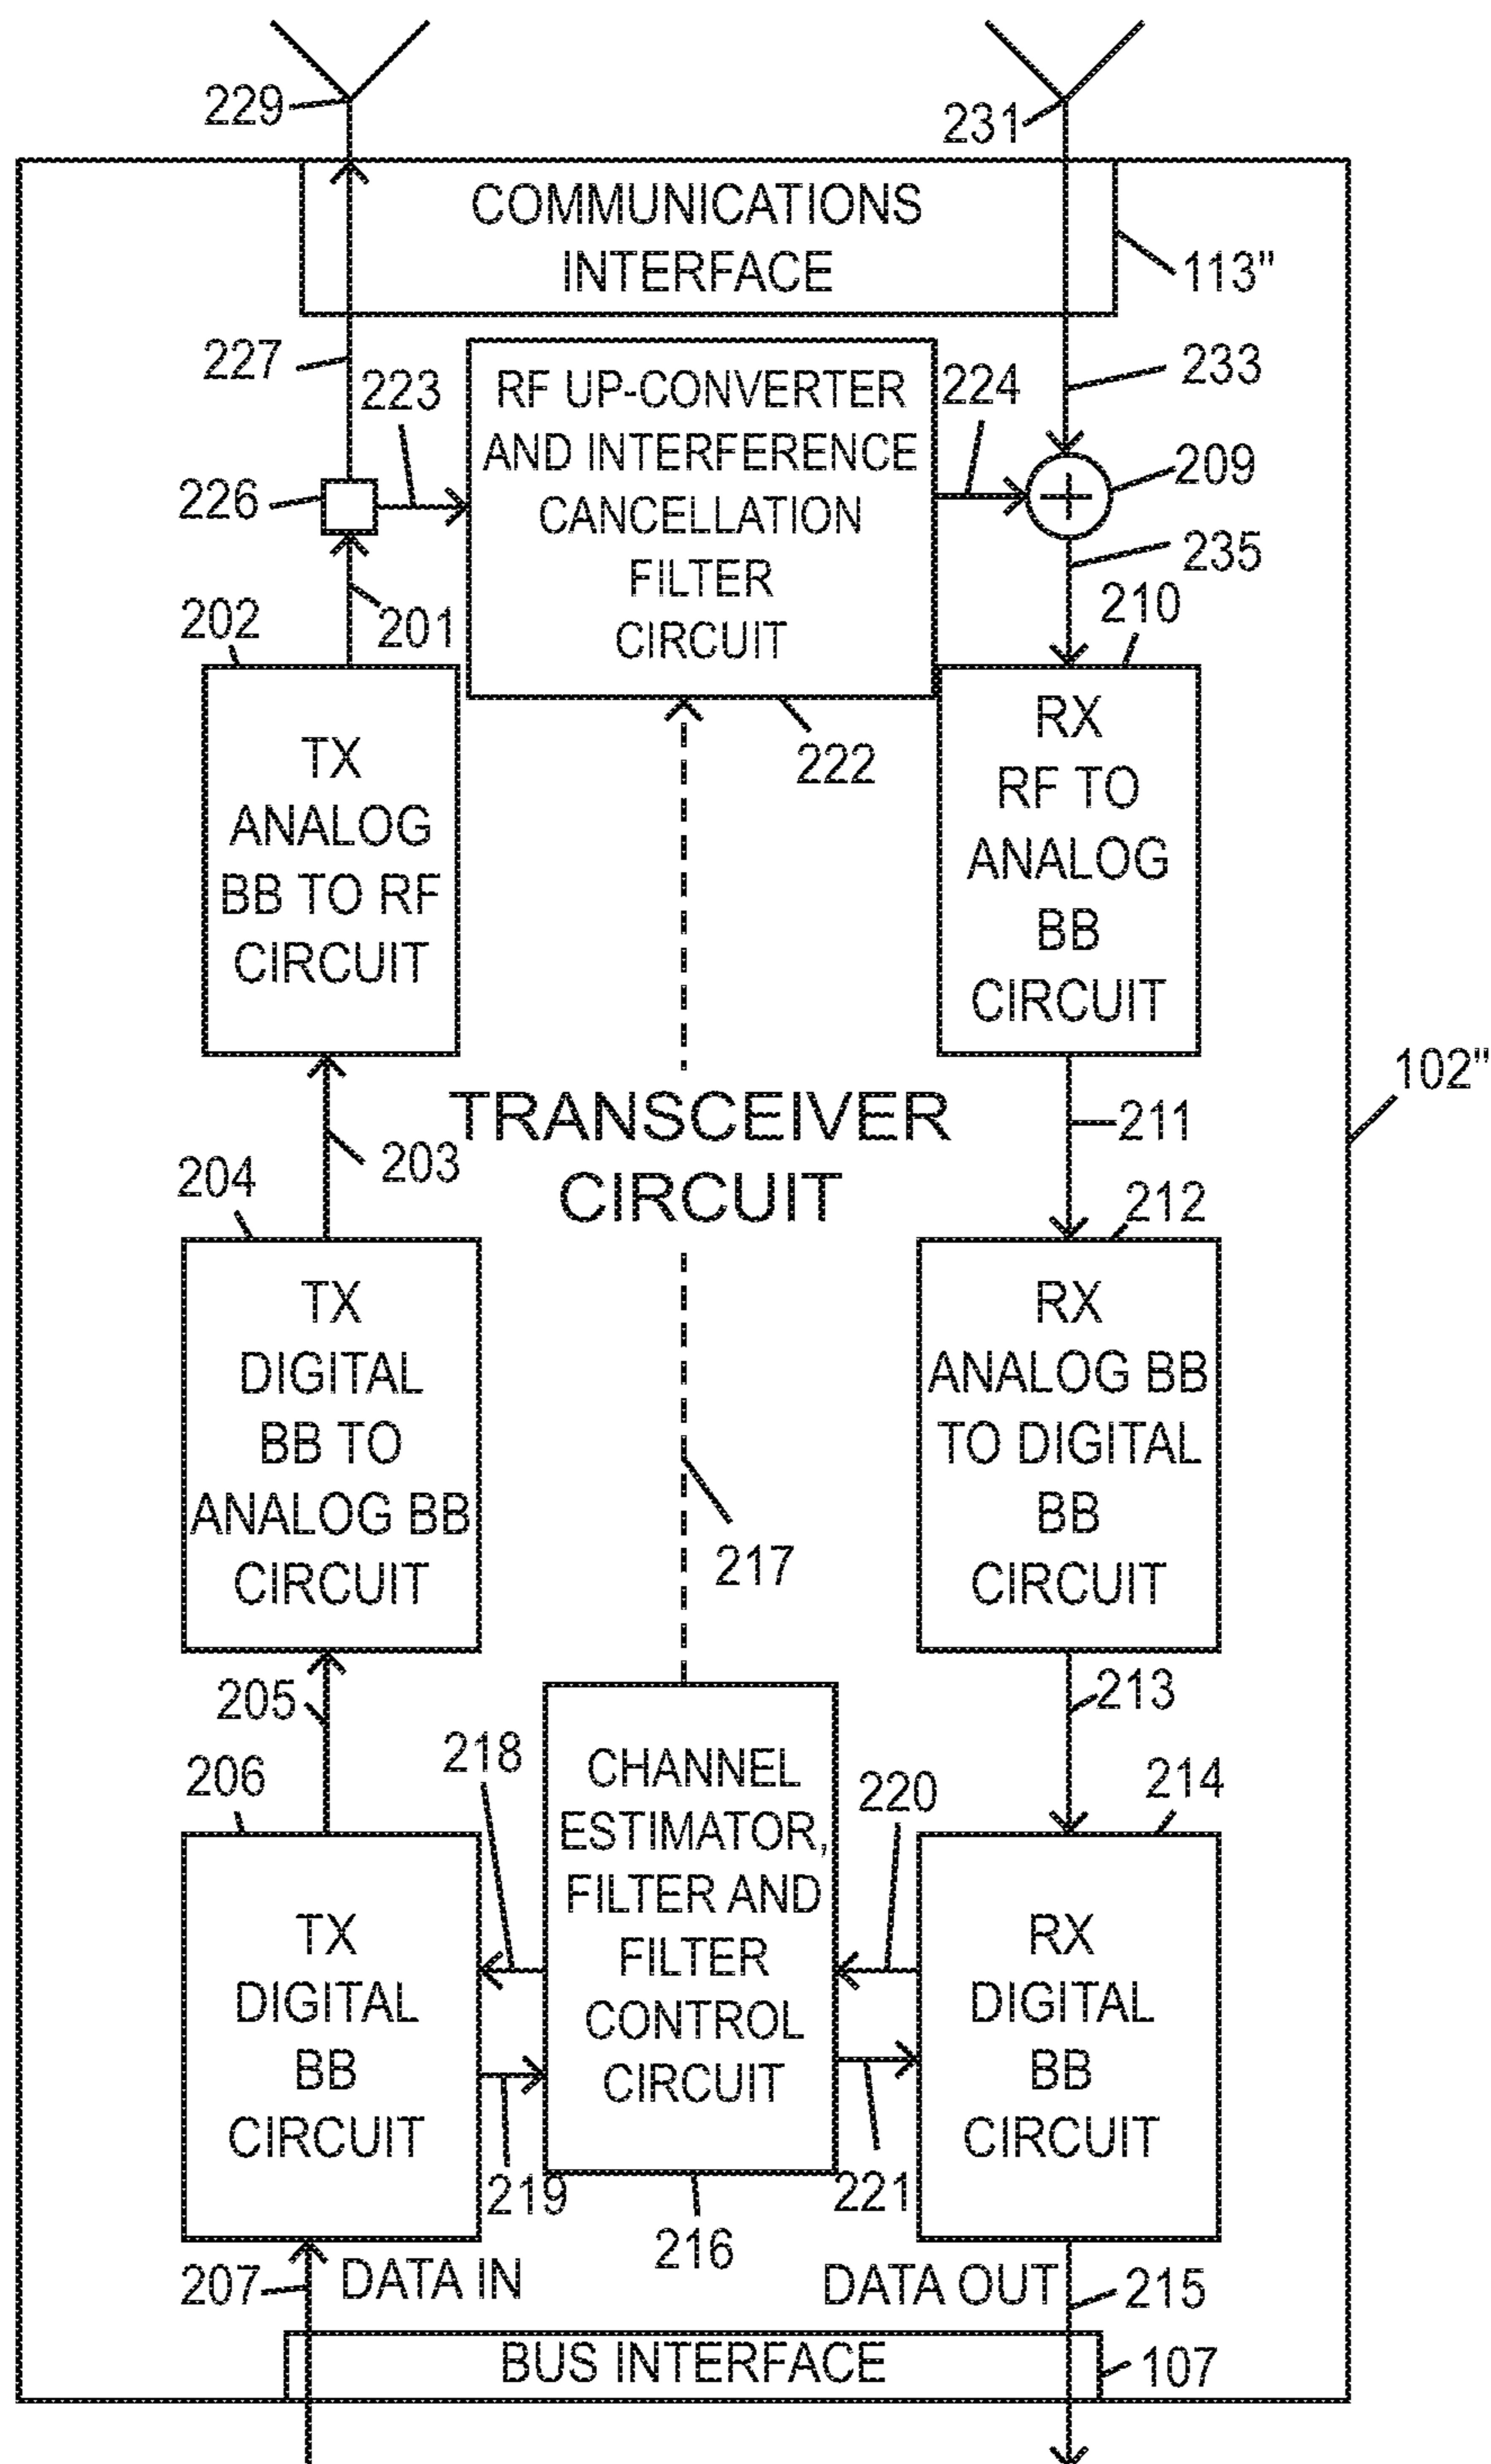 229
231
COMMUNICATIONS
INTERFACE
113"
227
223
RF UP-CONVERTER
AND INTERFERENCE
CANCELLATION
FILTER
CIRCUIT
224
233
226
209
235
202
201
210
222
TX
ANALOG
BB TO RF
CIRCUIT
RX
RF TO
ANALOG
BB
CIRCUIT
102"
TRANSCEIVER
CIRCUIT
203
211
204
212
TX
DIGITAL
BB TO
ANALOG BB
CIRCUIT
RX
ANALOG BB
TO DIGITAL
BB
CIRCUIT
217
205
213
206
218
220
214
CHANNEL
ESTIMATOR,
FILTER AND
FILTER
CONTROL
CIRCUIT
TX
DIGITAL
BB
CIRCUIT
RX
DIGITAL
BB
CIRCUIT
219
221
216
207
DATA IN
DATA OUT
215
BUS INTERFACE
107